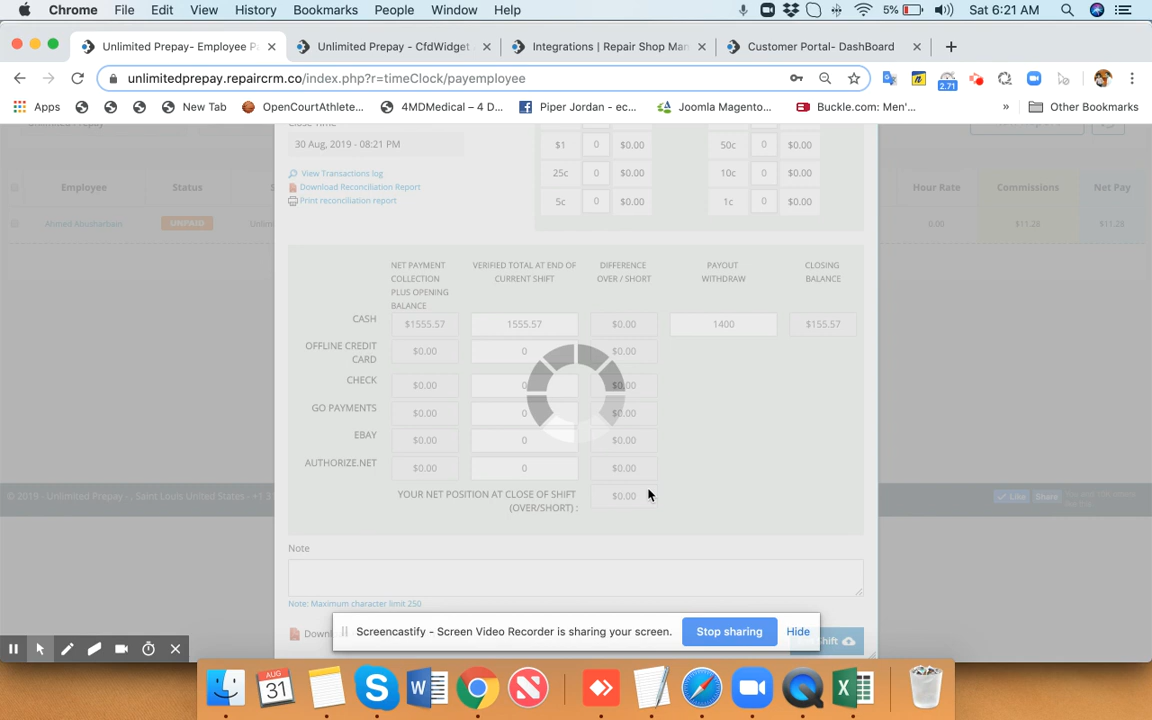 Chrome File Edit View History Bookmarks People Window Help 5% Sat 6:21 AM
Unlimited Prepay- Employee P Unlimited Prepay - CfdWidget Integrations | Repair Shop Man Customer Portal- DashBoard
unlimitedprepay.repaircrm.co/index.php?r=timeClock/payemployee 2.71
Apps New Tab OpenCourtAthlete... 4MDMedical – 4 D... Piper Jordan - ec... Joomla Magento... Buckle.com: Men'... » Other Bookmarks
30 Aug, 2019 - 08:21 PM $1 0 $0.00 50c 0 $0.00
View Transactions log 25c 0 $0.00 10c 0 $0.00
Download Reconciliation Report
Print reconciliation report 5c 0 $0.00 1c 0 $0.00
Employee Status Hour Rate Commissions Net Pay
Ahmed Abusharbain UNPAID Unlim 0.00 $11.28 $11.28
NET PAYMENT VERIFIED TOTAL AT END OF DIFFERENCE PAYOUT CLOSING
COLLECTION CURRENT SHIFT OVER / SHORT WITHDRAW BALANCE
PLUS OPENING
BALANCE
CASH $1555.57 1555.57 $0.00 1400 $155.57
OFFLINE CREDIT $0.00 0 $0.00
CARD
CHECK $0.00 0 $0.00
GO PAYMENTS $0.00 0 $0.00
EBAY $0.00 0 $0.00
AUTHORIZE.NET $0.00 0 $0.00
YOUR NET POSITION AT CLOSE OF SHIFT $0.00
(OVER/SHORT) :
© 2019 - Unlimited Prepay - , Saint Louis United States - +1 3 Like Share
Note
Note: Maximum character limit 250
Downl Shift
Screencastify - Screen Video Recorder is sharing your screen. Stop sharing Hide
AUG
31